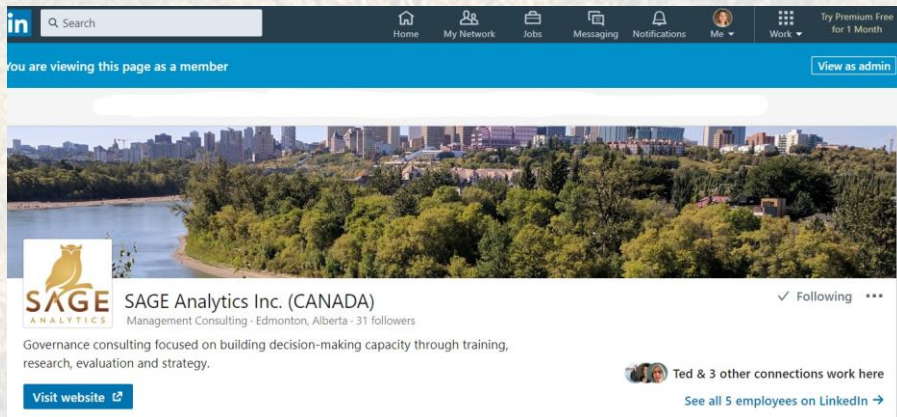 in Search
Home My Network Jobs Messaging Notifications Me Work Try Premium Free
for 1 Month
You are viewing this page as a member View as admin
SAGE
ANALYTICS
SAGE Analytics Inc. (CANADA) Following
Management Consulting · Edmonton, Alberta · 31 followers
Governance consulting focused on building decision-making capacity through training,
research, evaluation and strategy.
Ted & 3 other connections work here
Visit website
See all 5 employees on LinkedIn →